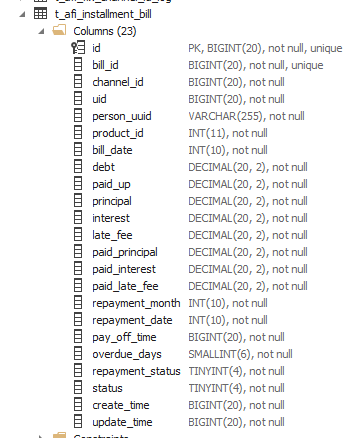 t_afi_installment_bill
Columns (23)
id PK, BIGINT(20), not null, unique
bill_id BIGINT(20), not null, unique
channel_id BIGINT(20), not null
uid BIGINT(20), not null
person_uuid VARCHAR(255), not null
product_id INT(11), not null
bill_date INT(10), not null
debt DECIMAL(20, 2), not null
paid_up DECIMAL(20, 2), not null
principal DECIMAL(20, 2), not null
interest DECIMAL(20, 2), not null
late_fee DECIMAL(20, 2), not null
paid_principal DECIMAL(20, 2), not null
paid_interest DECIMAL(20, 2), not null
paid_late_fee DECIMAL(20, 2), not null
repayment_month INT(10), not null
repayment_date INT(10), not null
pay_off_time BIGINT(20), not null
overdue_days SMALLINT(6), not null
repayment_status TINYINT(4), not null
status TINYINT(4), not null
create_time BIGINT(20), not null
update_time BIGINT(20), not null